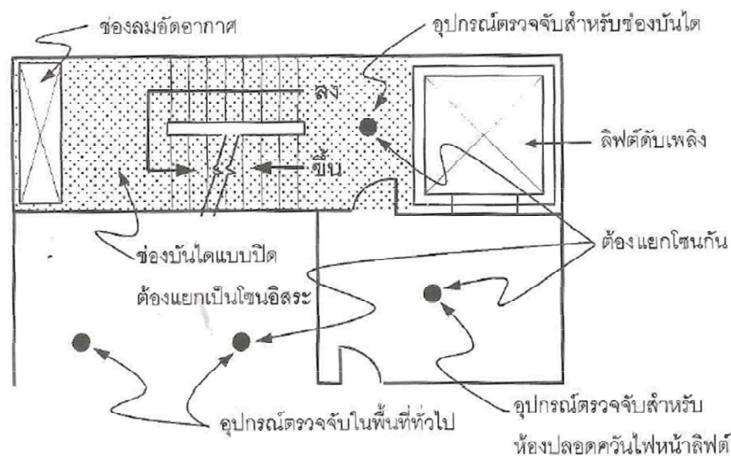 ช่องลมอัดอากาศ
อุปกรณ์ตรวจจับสำหรับช่องบันได
ลง
ลิฟต์ดับเพลิง
ขึ้น
ช่องบันไดแบบปิด
ต้องแยกเป็นโซนอิสระ
ต้องแยกโซนกัน
อุปกรณ์ตรวจจับในพื้นที่ทั่วไป
อุปกรณ์ตรวจจับสำหรับ
ห้องปลอดควันไฟหน้าลิฟต์